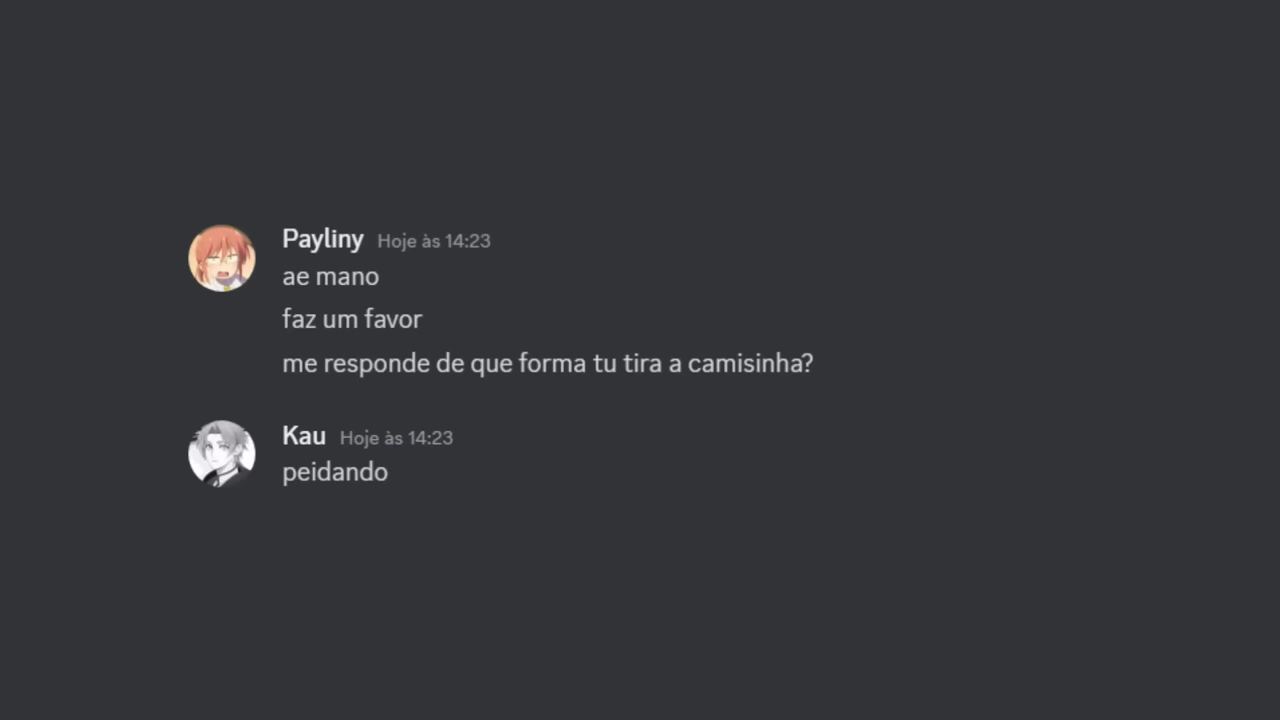 Payliny Hoje às 14:23
ae mano
faz um favor
me responde de que forma tu tira a camisinha?
Kau Hoje às 14:23
peidando